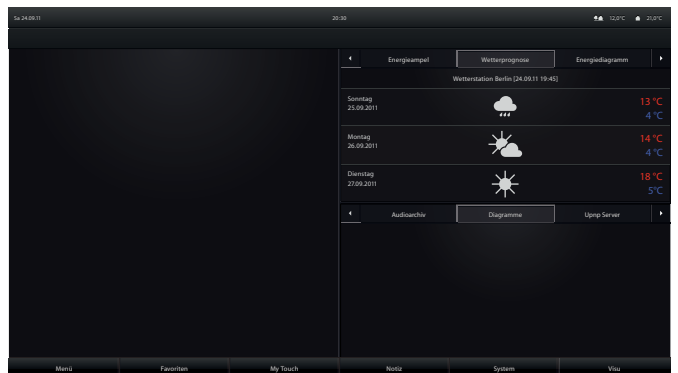 Sa 24.09.11 20:30 12,0°C 21,0°C
Energieampel Wetterprognose Energiediagramm
Wetterstation Berlin [24.09.11 19:45]
Sonntag 13 °C
25.09.2011 4 °C
Montag 14 °C
26.09.2011 4 °C
Dienstag 18 °C
27.09.2011 5°C
Audioarchiv Diagramme Upnp Server
Menü Favoriten My Touch Notiz System Visu